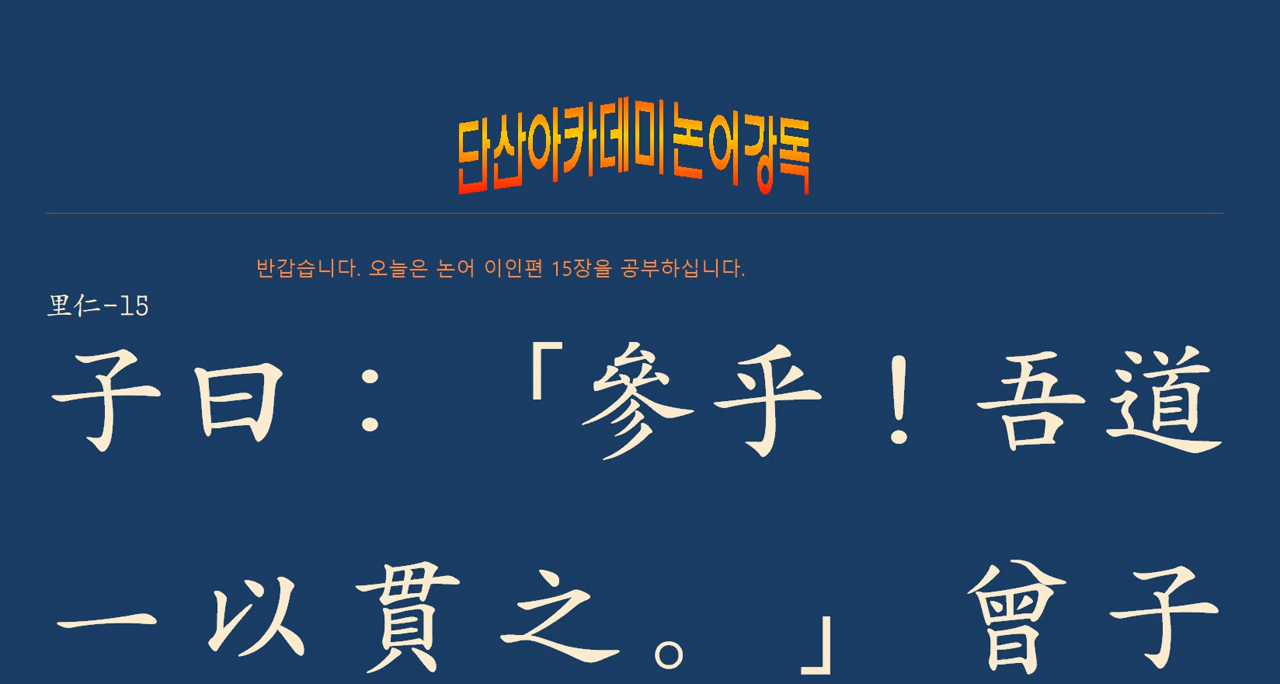 단산아카데미 논어강독
반갑습니다. 오늘은 논어 이인편 15장을 공부하십니다.
里仁-15
子曰：「參乎！吾道
一以貫之。」曾子